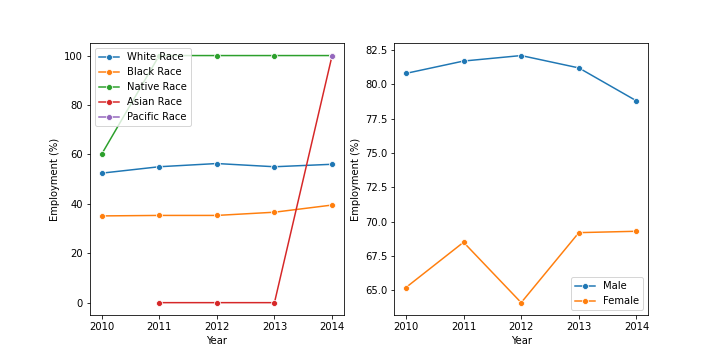 White Race
Black Race
Native Race
Asian Race
Pacific Race
100
80
60
40
20
0
Employment (%)
2010 2011 2012 2013 2014
Year
82.5
80.0
77.5
75.0
72.5
70.0
67.5
65.0
Employment (%)
Male
Female
2010 2011 2012 2013 2014
Year